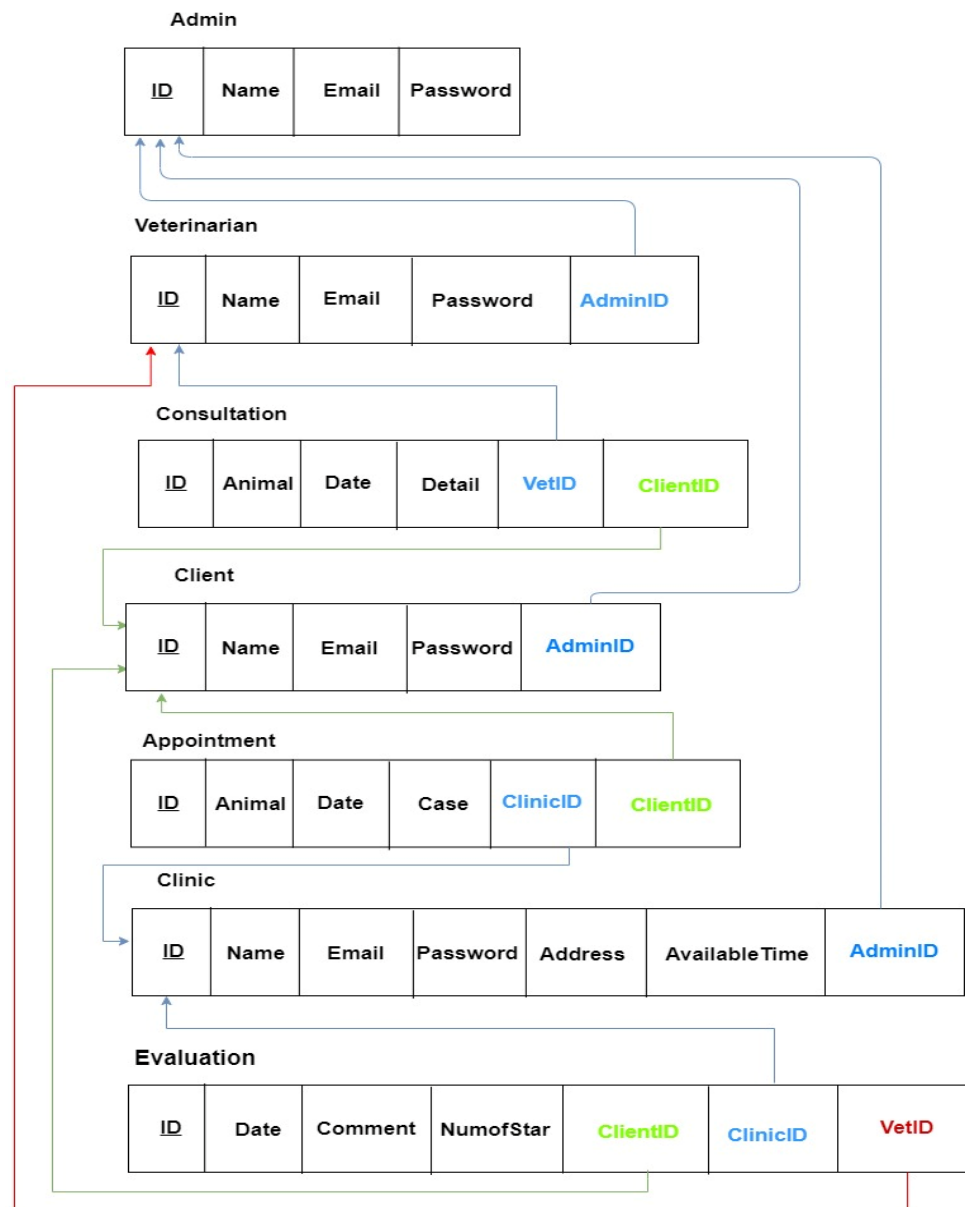 Admin
ID Name Email Password
Veterinarian
ID Name Email Password AdminID
Consultation
ID Animal Date Detail VetID ClientID
Client
ID Name Email Password AdminID
Appointment
ID Animal Date Case ClinicID ClientID
Clinic
ID Name Email Password Address AvailableTime AdminID
Evaluation
ID Date Comment NumofStar ClientID ClinicID VetID